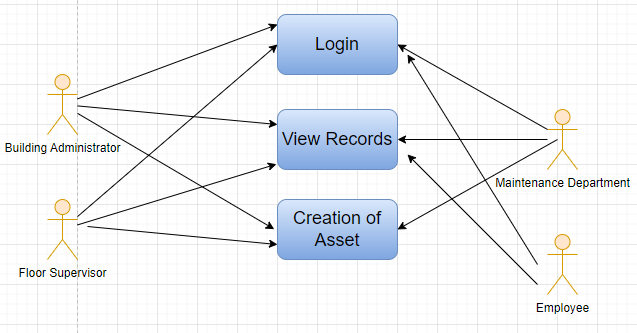 Login
Building Administrator
View Records
Maintenance Department
Creation of
Asset
Floor Supervisor
Employee